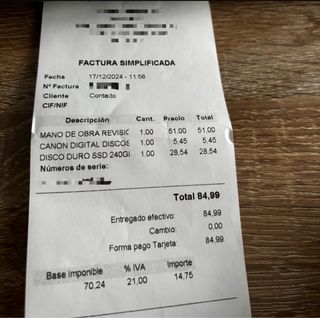 FACTURA SIMPLIFICADA
Fecha 17/12/2024 - 11:56
Nº Factura
Cliente Contado
CIF/NIF
Descripción Cant. Precio Total
MANO DE OBRA REVISIC 1,00 51,00 51,00
CANON DIGITAL DISCOS 1,00 5,45 5,45
DISCO DURO SSD 240GI 1,00 28,54 28,54
Números de serie:
Total 84,99
Entregado efectivo: 84,99
Cambio: 0,00
Forma pago Tarjeta: 84,99
Base Imponible % IVA Importe
70,24 21,00 14,75